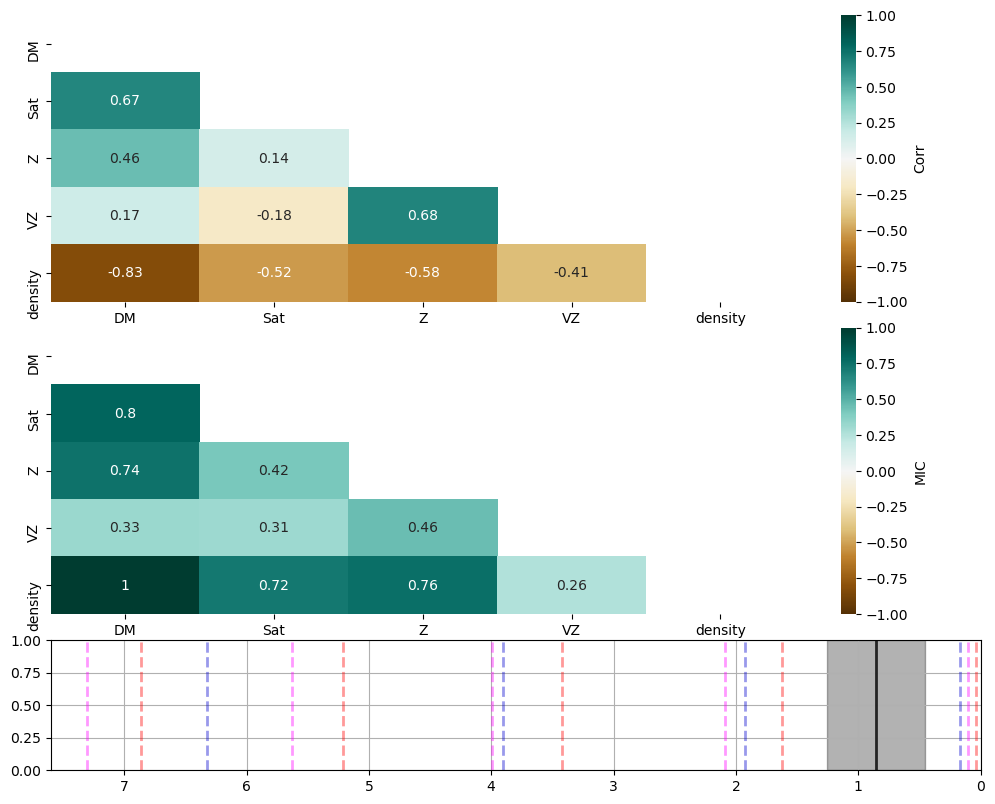 DM
Sat
0.67
Z
0.46 0.14
VZ
0.17 -0.18 0.68
density
-0.83 -0.52 -0.58 -0.41
DM Sat Z VZ density
1.00
0.75
0.50
0.25
0.00
−0.25
−0.50
−0.75
−1.00
Corr
DM
Sat
0.8
Z
0.74 0.42
VZ
0.33 0.31 0.46
density
1 0.72 0.76 0.26
DM Sat Z VZ density
1.00
0.75
0.50
0.25
0.00
−0.25
−0.50
−0.75
−1.00
MIC
1.00
0.75
0.50
0.25
0.00
7 6 5 4 3 2 1 0